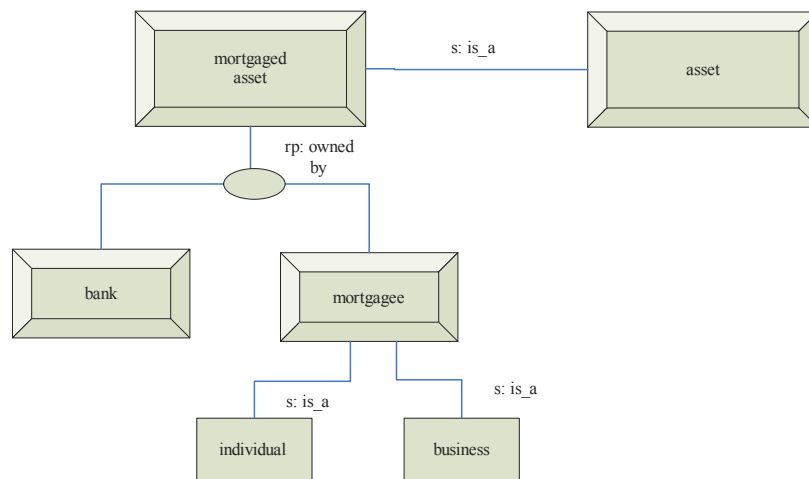 mortgaged
asset
s: is_a
asset
rp: owned
by
bank
mortgagee
s: is_a
s: is_a
individual
business